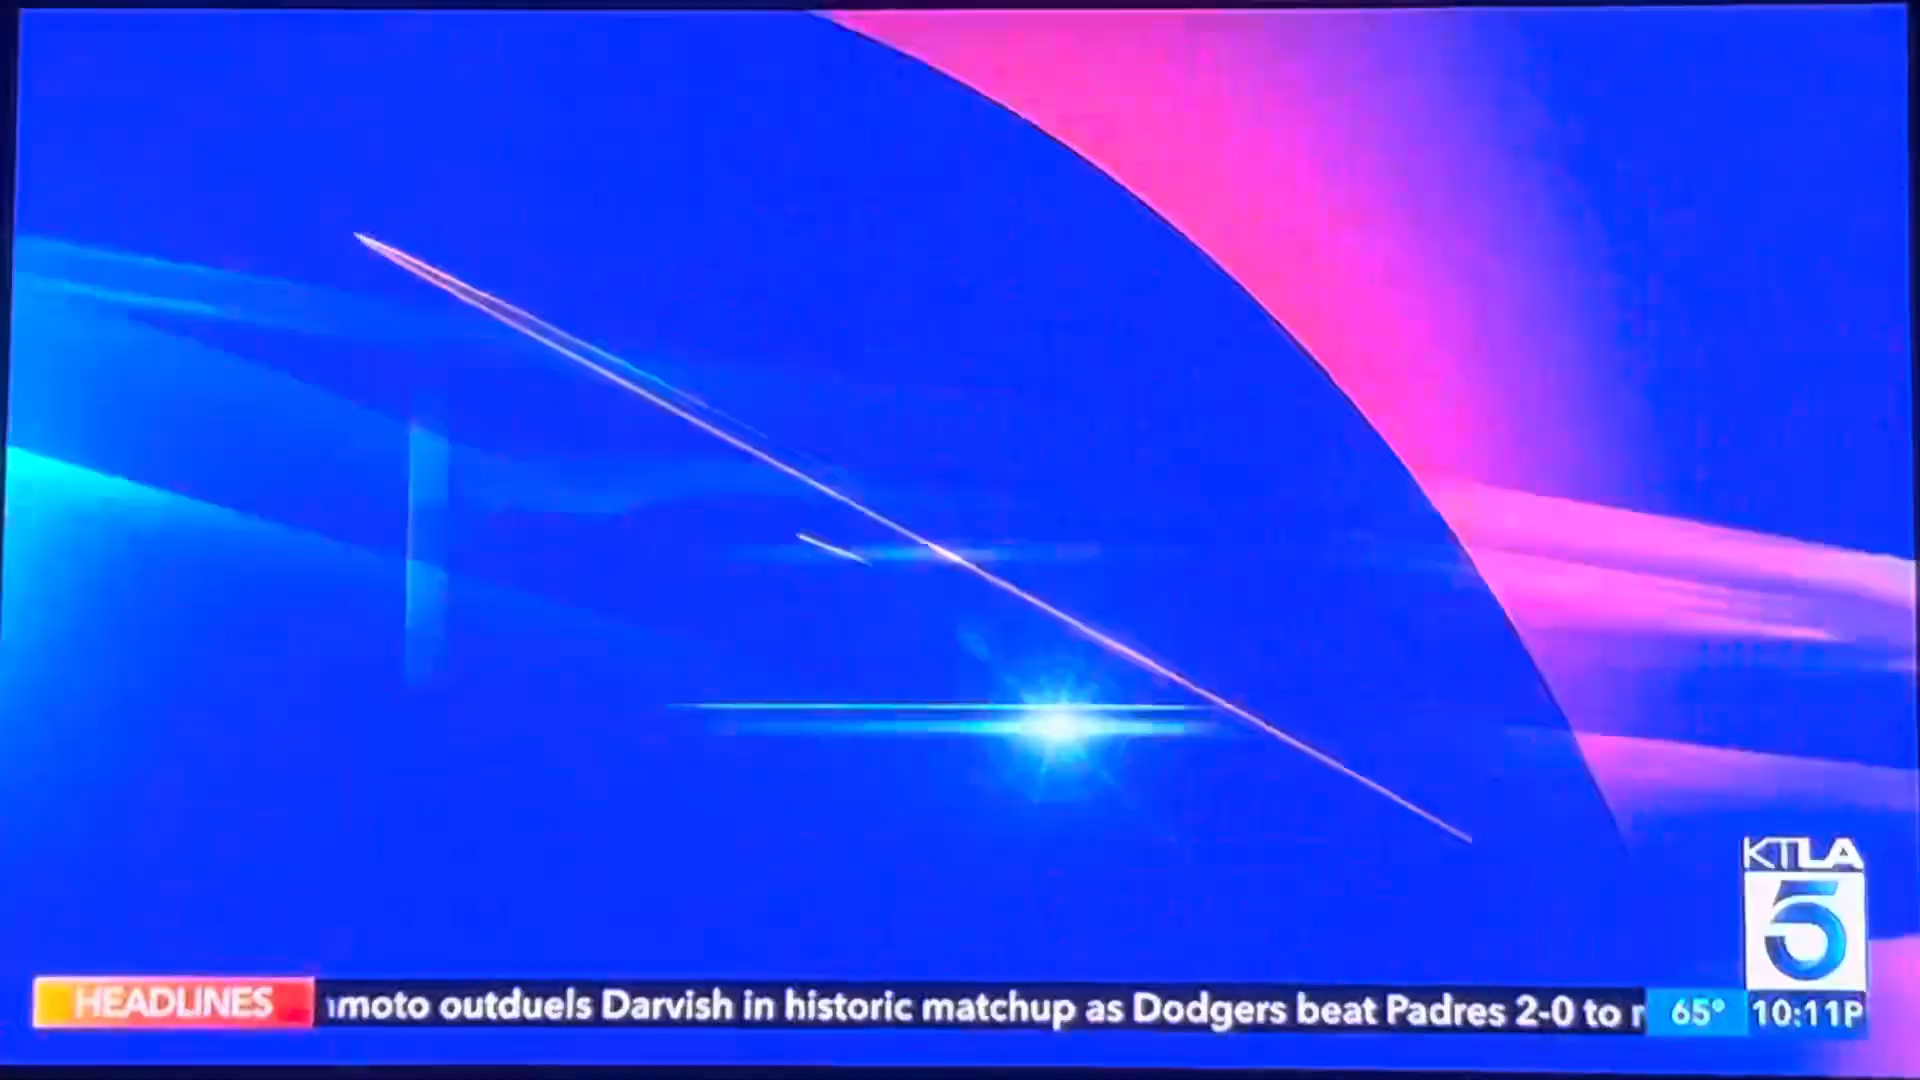 KTLA
5
HEADLINES
moto outduels Darvish in historic matchup as Dodgers beat Padres 2-0 to
65°
10:11P